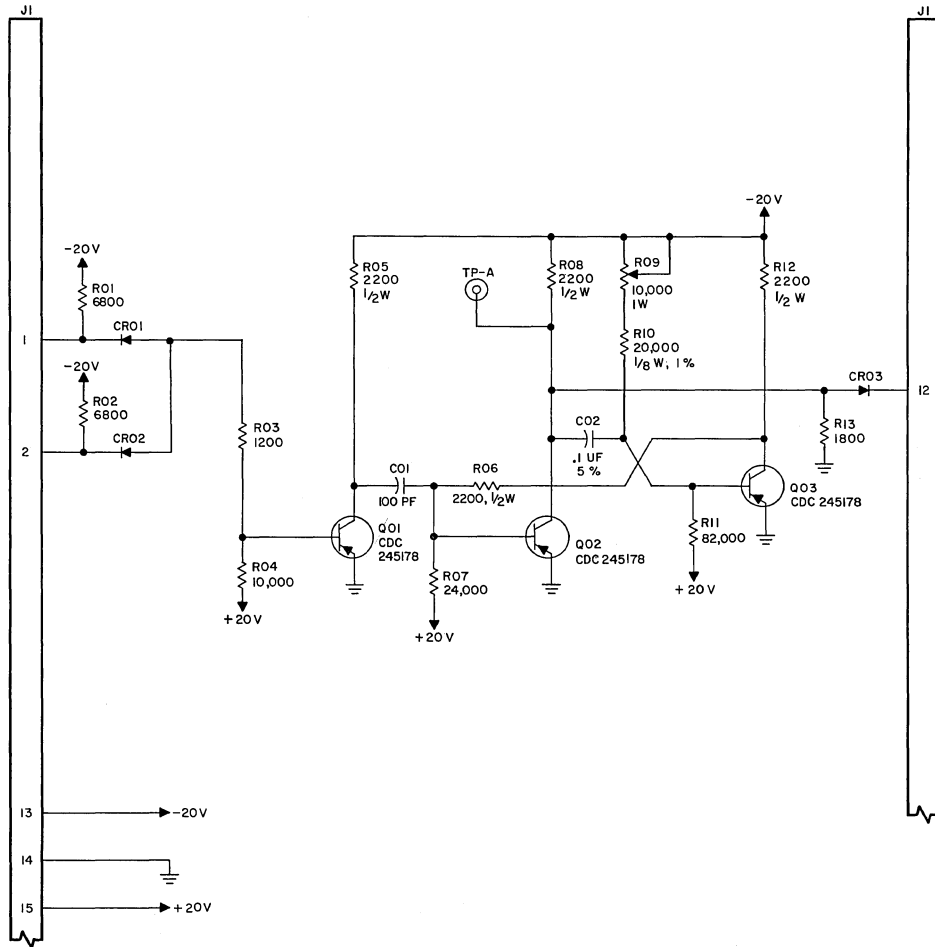 J1
J1
-20V
-20V
R01
6800
R05
2200
1/2W
TP-A
R08
2200
1/2W
R09
10,000
1W
R12
2200
1/2 W
1
CR01
R10
20,000
1/8 W, 1%
-20V
R02
6800
CR03
12
2
CR02
R03
1200
C02
.1 UF
5 %
R13
1800
C01
100 PF
R06
2200, 1/2W
Q03
CDC 245178
Q01
CDC
245178
Q02
CDC 245178
R11
82,000
R04
10,000
R07
24,000
+20V
+20V
+20V
13
-20V
14
15
+20V